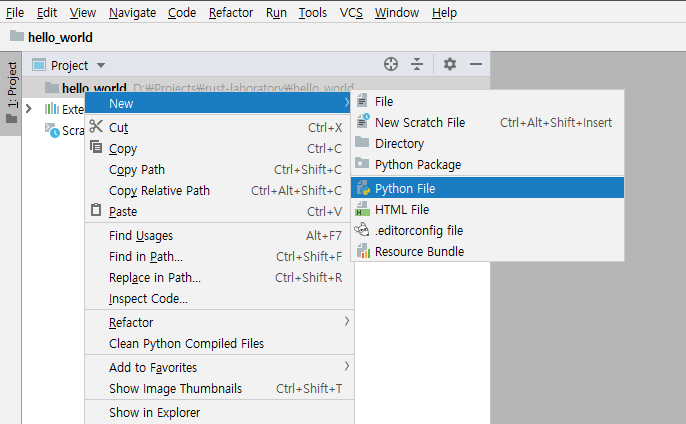 File Edit View Navigate Code Refactor Run Tools VCS Window Help
hello_world
1: Project
Project
hello_world D:₩Projects₩rust-laboratory₩hello_world
Exte
Scra
New
Cut Ctrl+X
Copy Ctrl+C
Copy Path Ctrl+Shift+C
Copy Relative Path Ctrl+Alt+Shift+C
Paste Ctrl+V
Find Usages Alt+F7
Find in Path... Ctrl+Shift+F
Replace in Path... Ctrl+Shift+R
Inspect Code...
Refactor
Clean Python Compiled Files
Add to Favorites
Show Image Thumbnails Ctrl+Shift+T
Show in Explorer
File
New Scratch File Ctrl+Alt+Shift+Insert
Directory
Python Package
Python File
HTML File
.editorconfig file
Resource Bundle